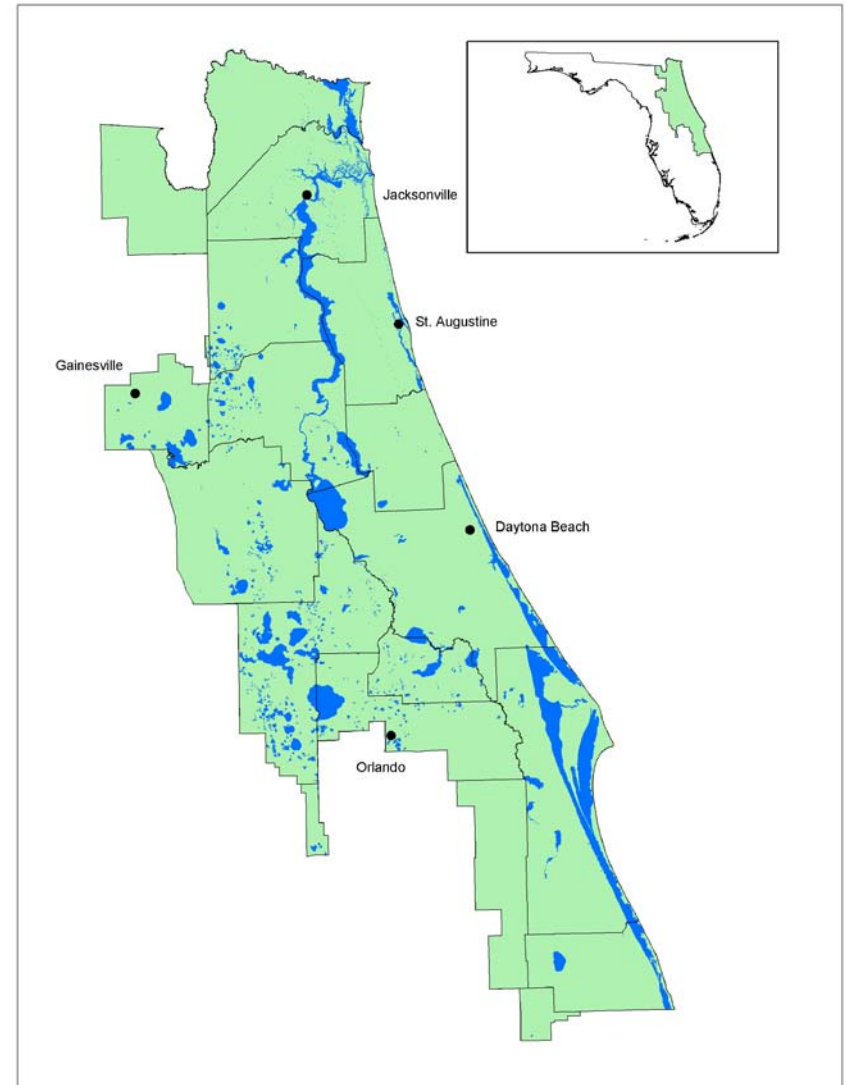 Jacksonville
St. Augustine
Gainesville
Daytona Beach
Orlando